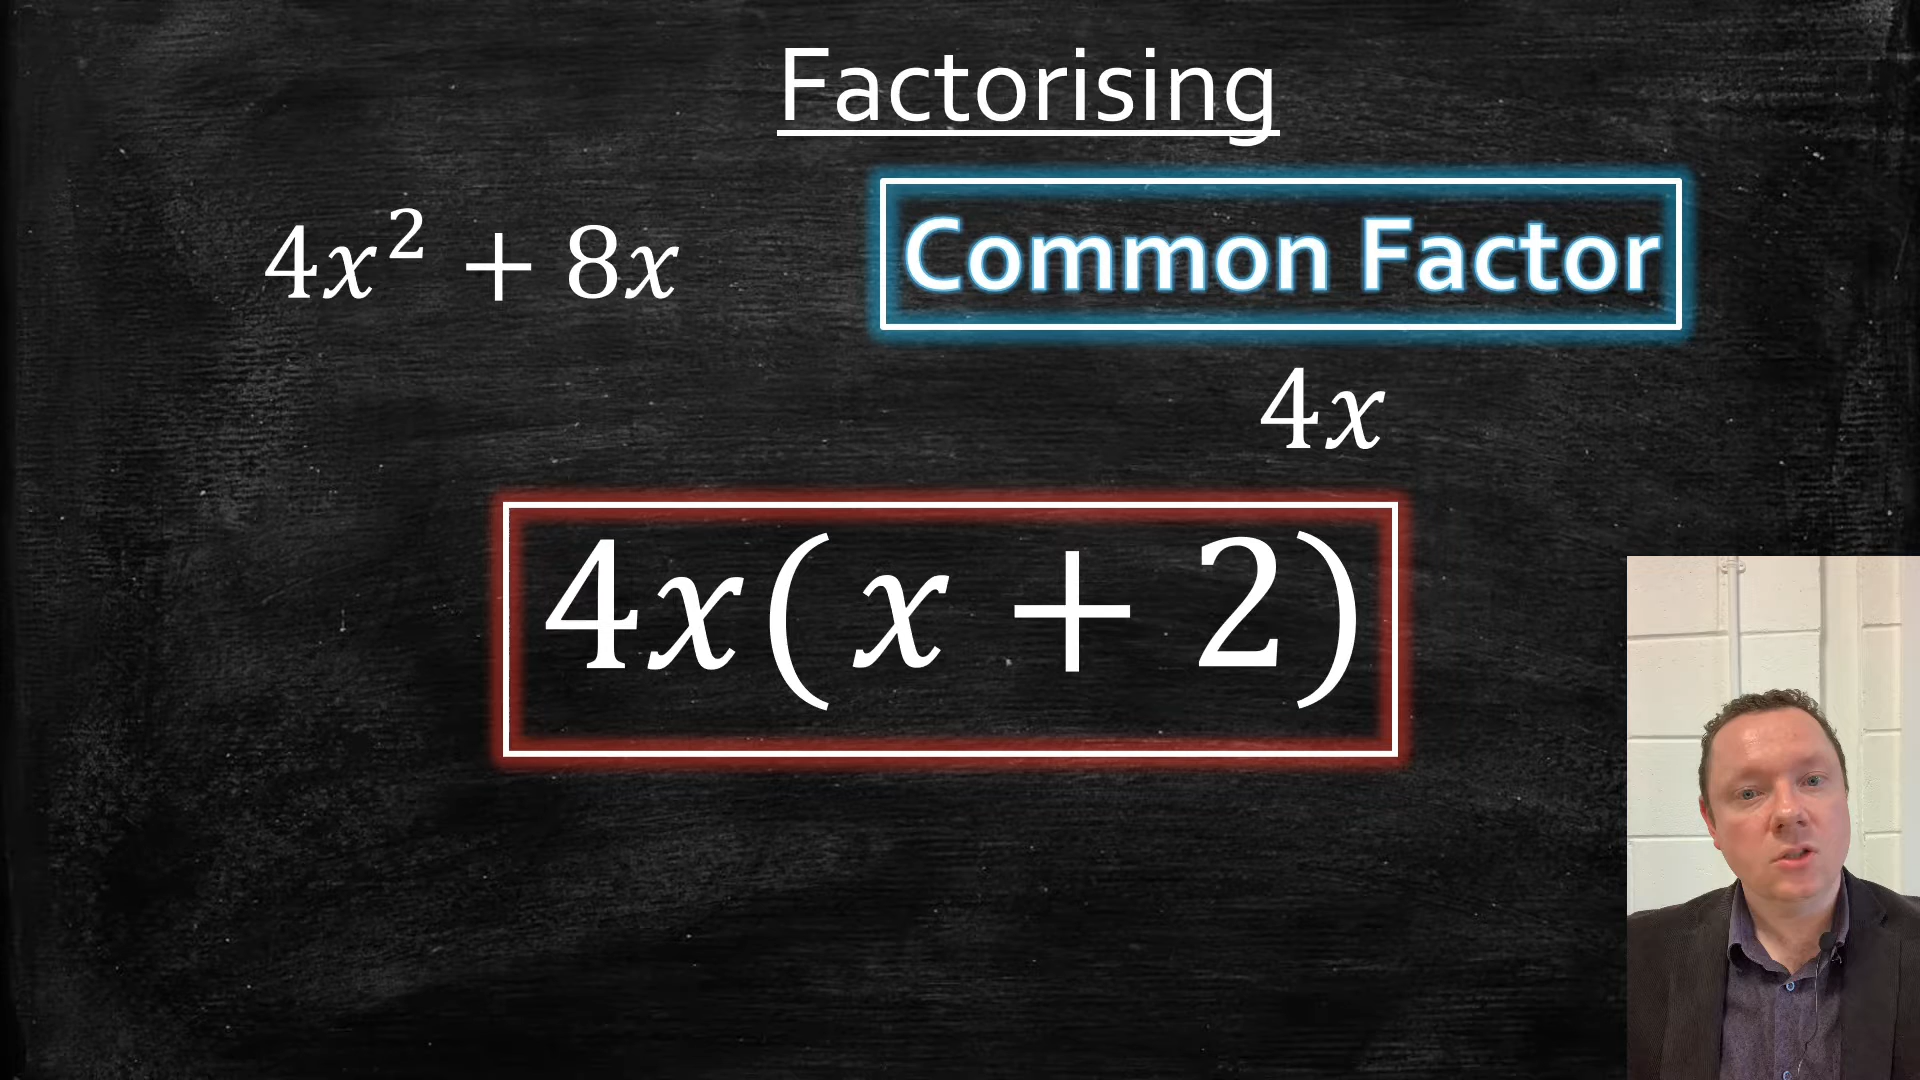 Factorising
4x² + 8x
Common Factor
4x
4x(x + 2)